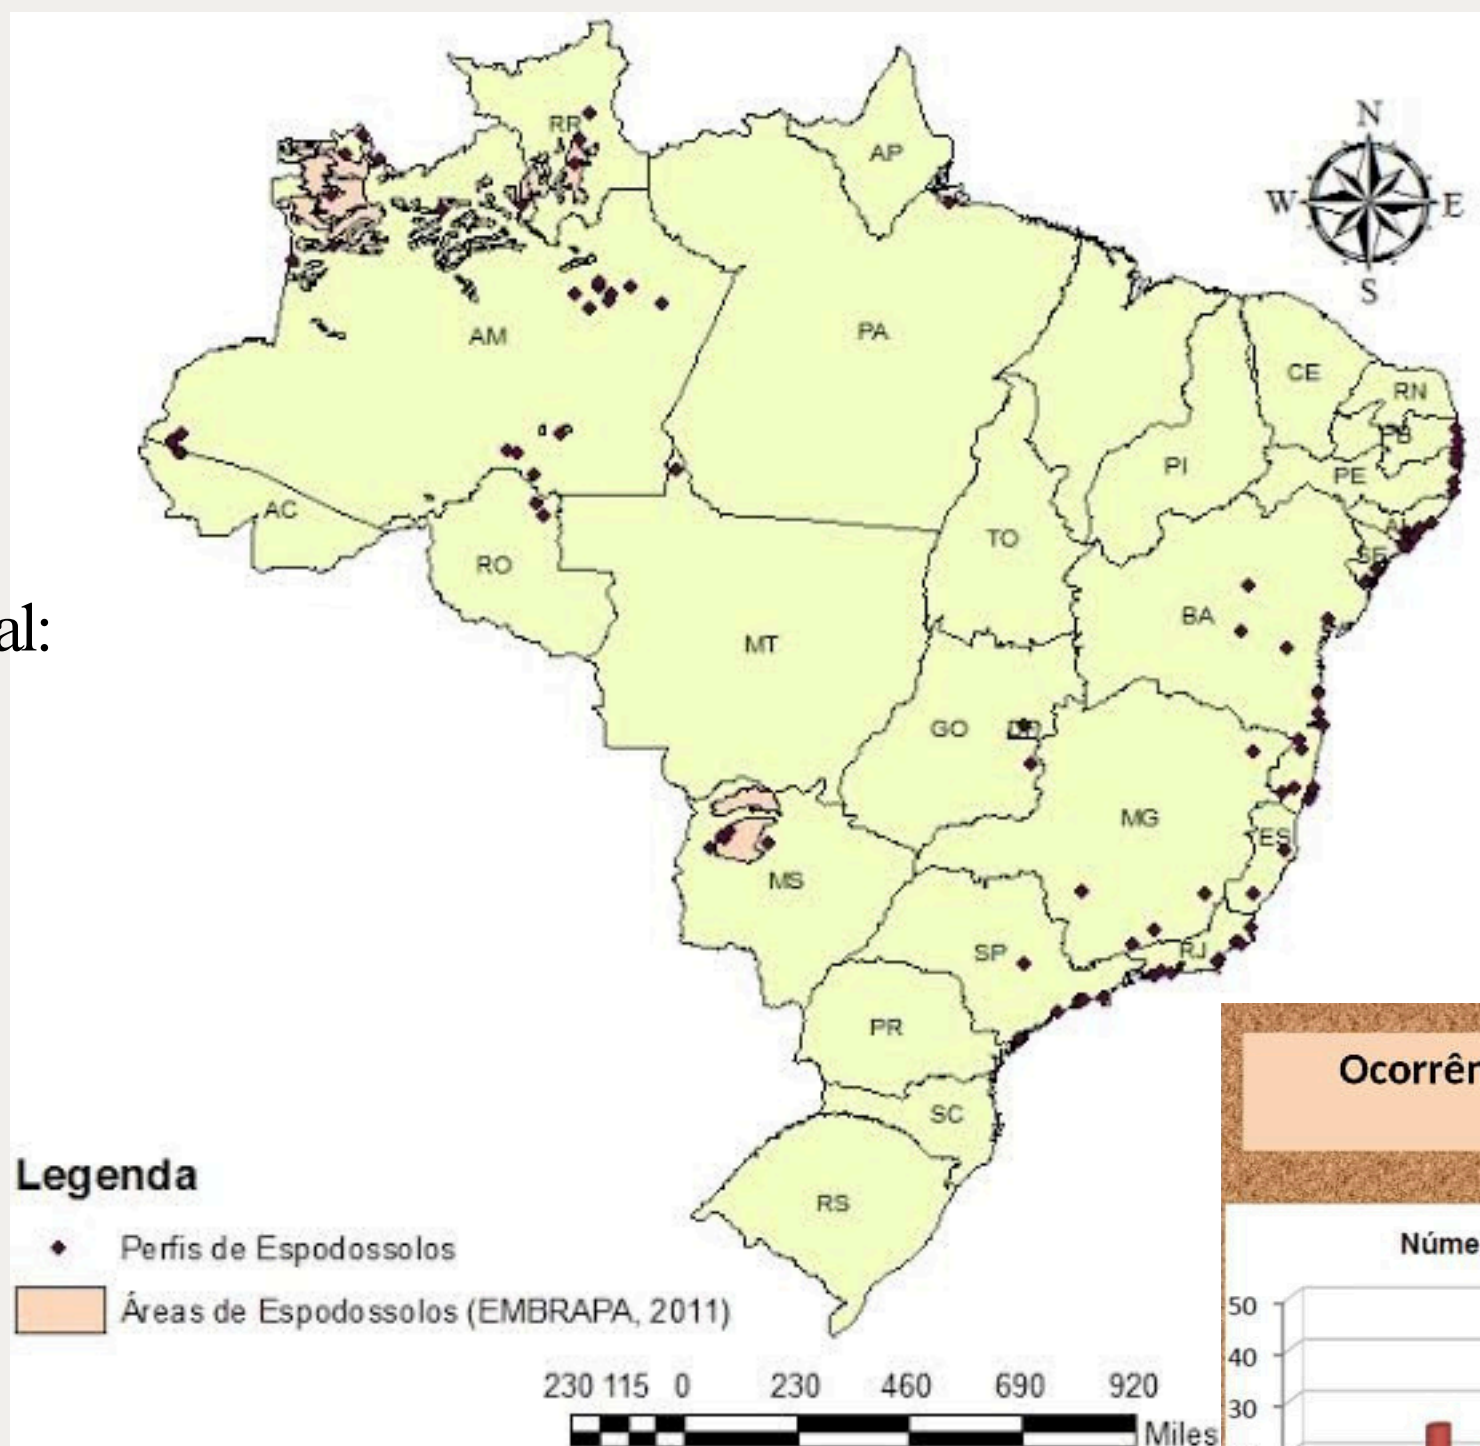 N
W E
S
RR
AP
AM
PA
CE
RN
PB
PI
PE
AC
AL
TO
SE
RO
BA
al:
MT
GO
DF
MG
ES
MS
SP
RJ
PR
SC
RS
Legenda
Perfis de Espodossolos
Áreas de Espodossolos (EMBRAPA, 2011)
230 115 0 230 460 690 920
Miles
Ocorrên
Núme
50
40
30